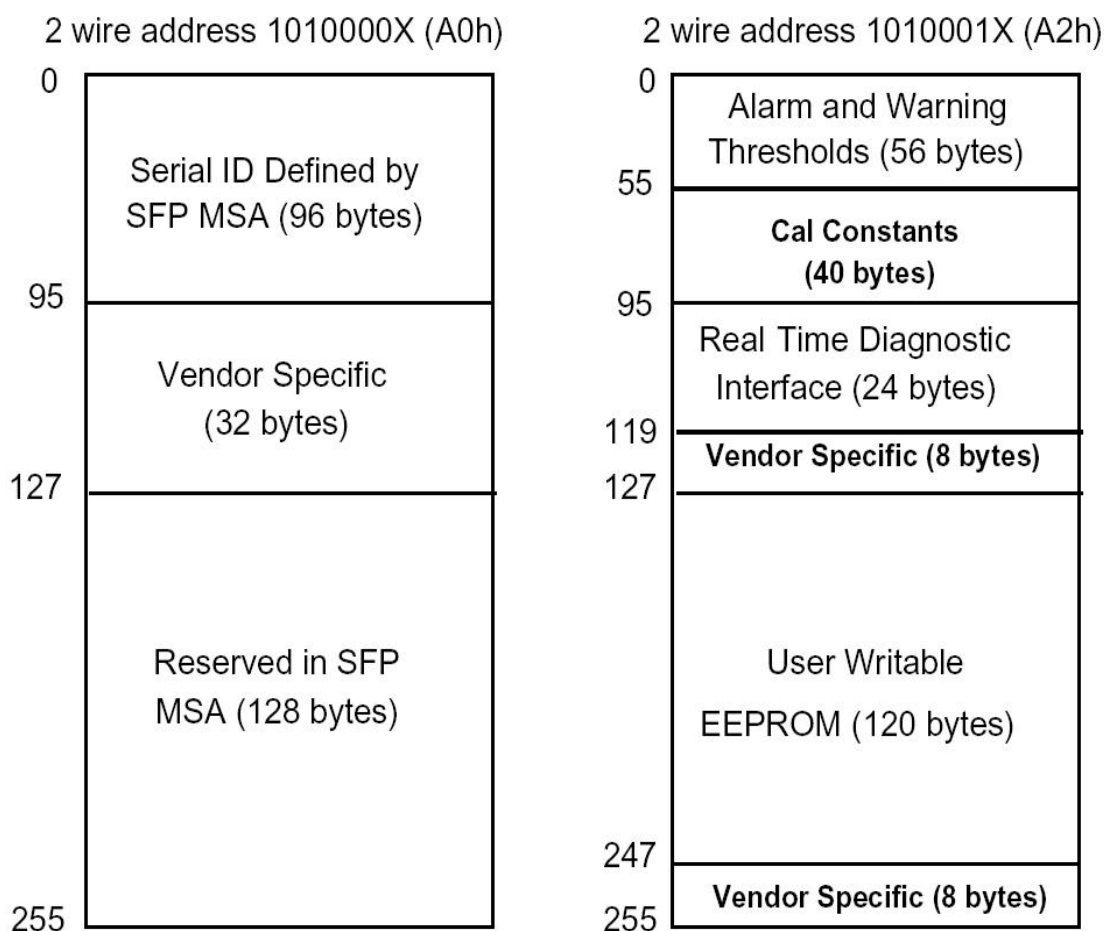 2 wire address 1010000X (A0h)
0
Serial ID Defined by
SFP MSA (96 bytes)
95
Vendor Specific
(32 bytes)
127
Reserved in SFP
MSA (128 bytes)
255
2 wire address 1010001X (A2h)
0
Alarm and Warning
Thresholds (56 bytes)
55
Cal Constants
(40 bytes)
95
Real Time Diagnostic
Interface (24 bytes)
119
Vendor Specific (8 bytes)
127
User Writable
EEPROM (120 bytes)
247
Vendor Specific (8 bytes)
255